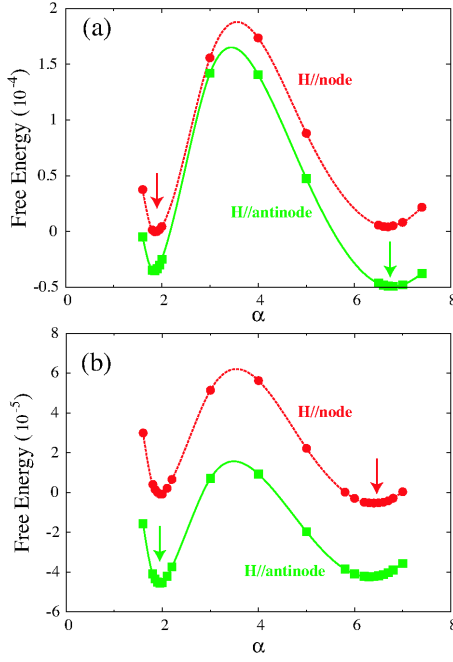 (a)
Free Energy (10⁻⁴)
2
1.5
1
0.5
0
-0.5
H//node
H//antinode
0 2 4 6 8
α
(b)
Free Energy (10⁻⁵)
8
6
4
2
0
-2
-4
-6
H//node
H//antinode
0 2 4 6 8
α